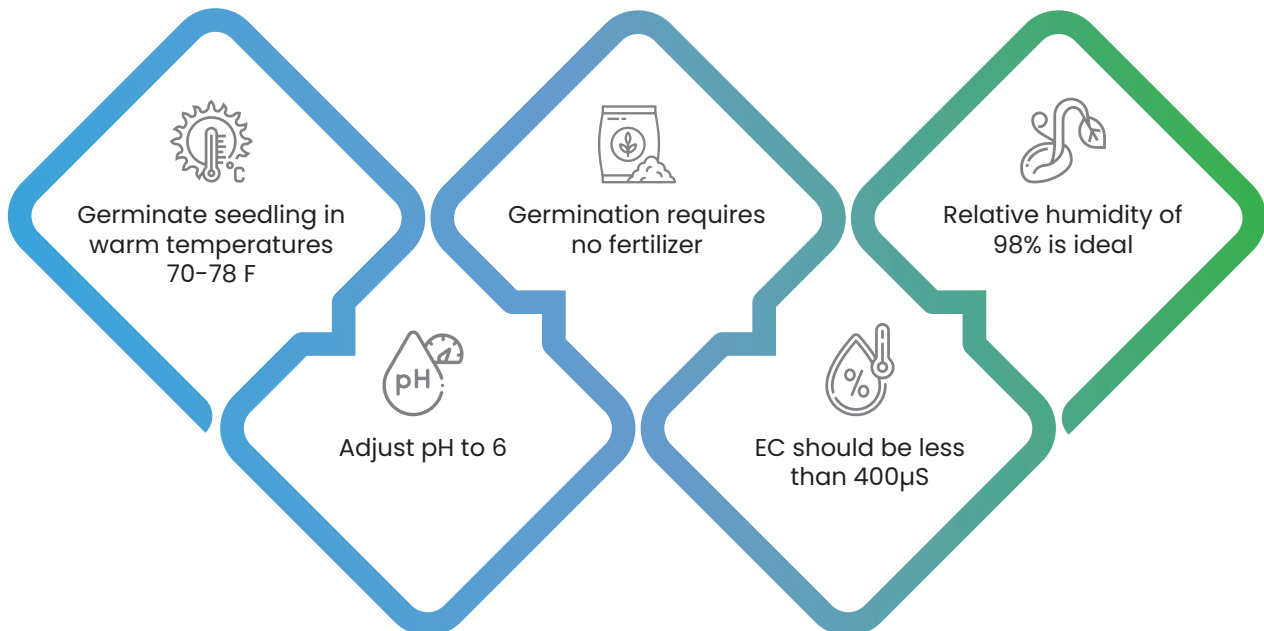 °C
Germinate seedling in
warm temperatures
70-78 F
pH
Adjust pH to 6
Germination requires
no fertilizer
%
EC should be less
than 400µS
Relative humidity of
98% is ideal